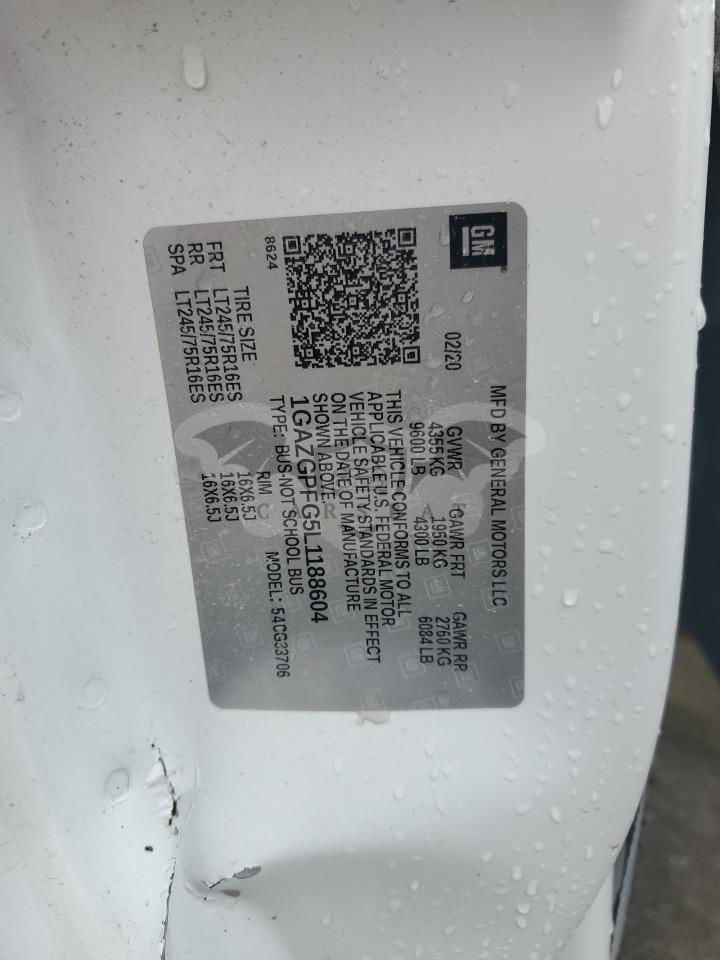 GM
®
MFD BY GENERAL MOTORS LLC
02/20 GVWR GAWR FRT GAWR RR
4355 KG 1950 KG 2760 KG
9600 LB 4300 LB 6084 LB
THIS VEHICLE CONFORMS TO ALL
APPLICABLE U.S. FEDERAL MOTOR
VEHICLE SAFETY STANDARDS IN EFFECT
ON THE DATE OF MANUFACTURE
SHOWN ABOVE.
1GAZGPFG5L1188604
TYPE: BUS-NOT SCHOOL BUS
MODEL: 54CG33706
8624
TIRE SIZE RIM
FRT LT245/75R16ES 16X6.5J
RR LT245/75R16ES 16X6.5J
SPA LT245/75R16ES 16X6.5J